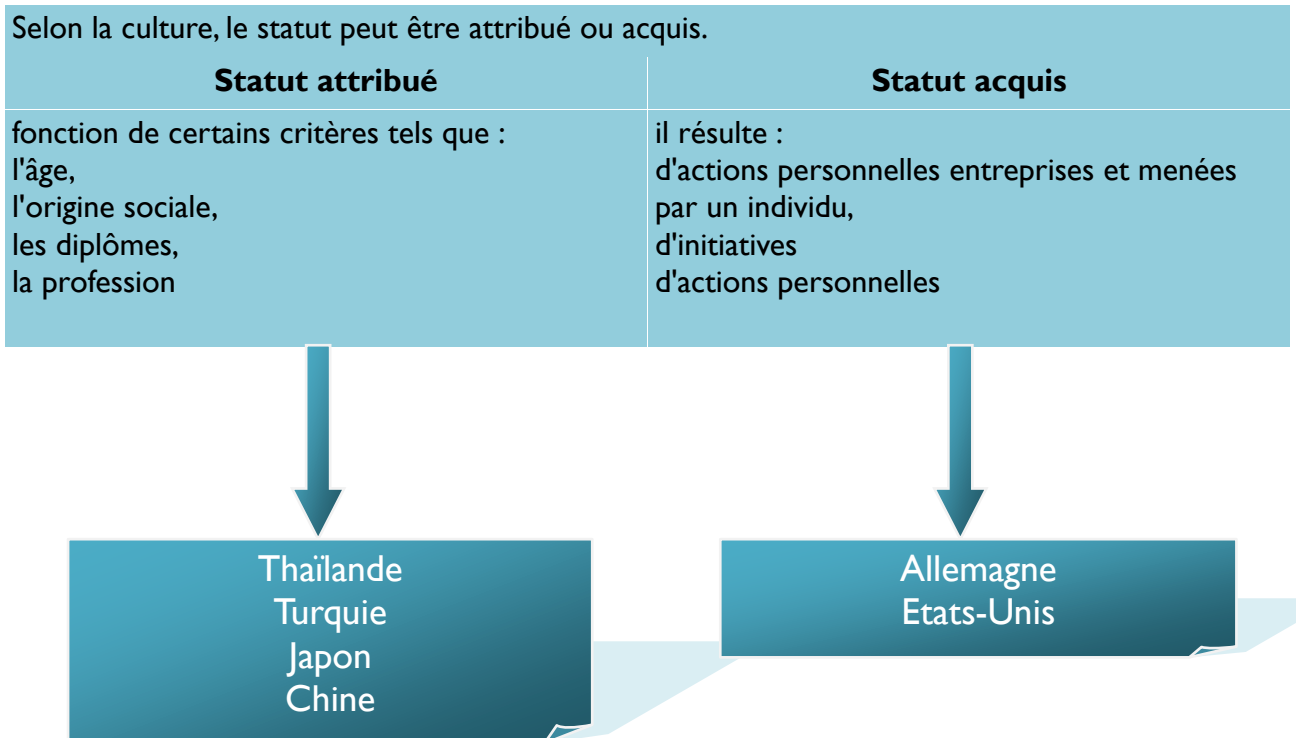 Selon la culture, le statut peut être attribué ou acquis.
Statut attribué
Statut acquis
fonction de certains critères tels que :
l'âge,
l'origine sociale,
les diplômes,
la profession
il résulte :
d'actions personnelles entreprises et menées
par un individu,
d'initiatives
d'actions personnelles
Thaïlande
Turquie
Japon
Chine
Allemagne
Etats-Unis